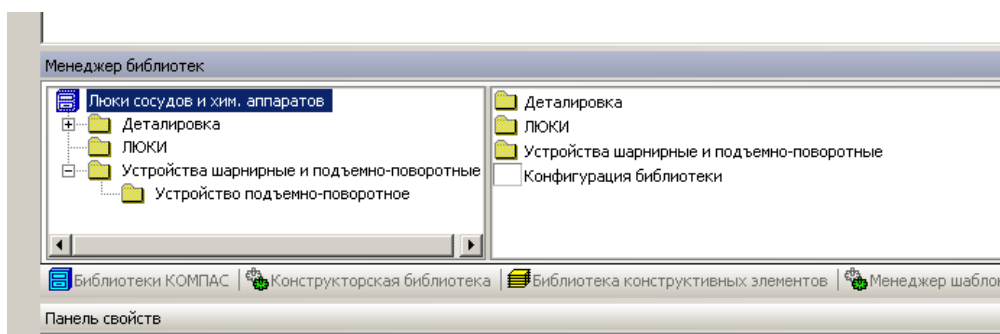 Менеджер библиотек
Люки сосудов и хим. аппаратов
Деталировка
ЛЮКИ
Устройства шарнирные и подъемно-поворотные
Устройство подъемно-поворотное
Деталировка
ЛЮКИ
Устройства шарнирные и подъемно-поворотные
Конфигурация библиотеки
Библиотеки КОМПАС Конструкторская библиотека Библиотека конструктивных элементов Менеджер шаблон
Панель свойств